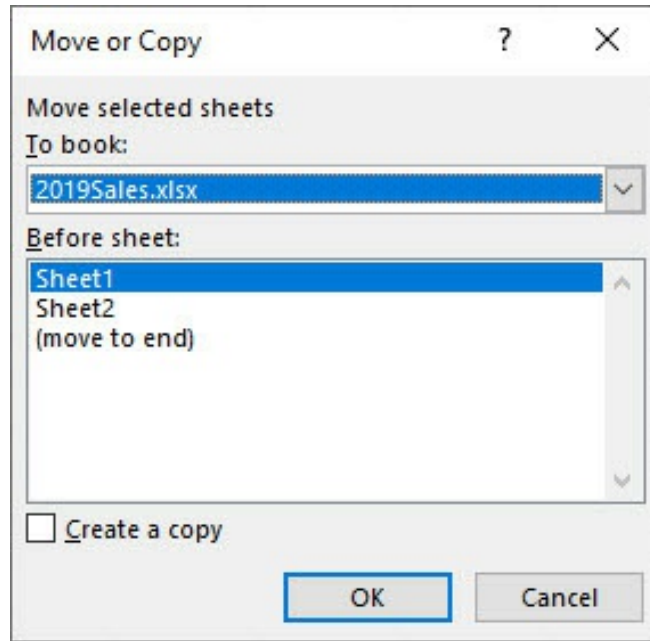 Move or Copy ?
Move selected sheets
To book:
2019Sales.xlsx
Before sheet:
Sheet1
Sheet2
(move to end)
Create a copy
OK Cancel